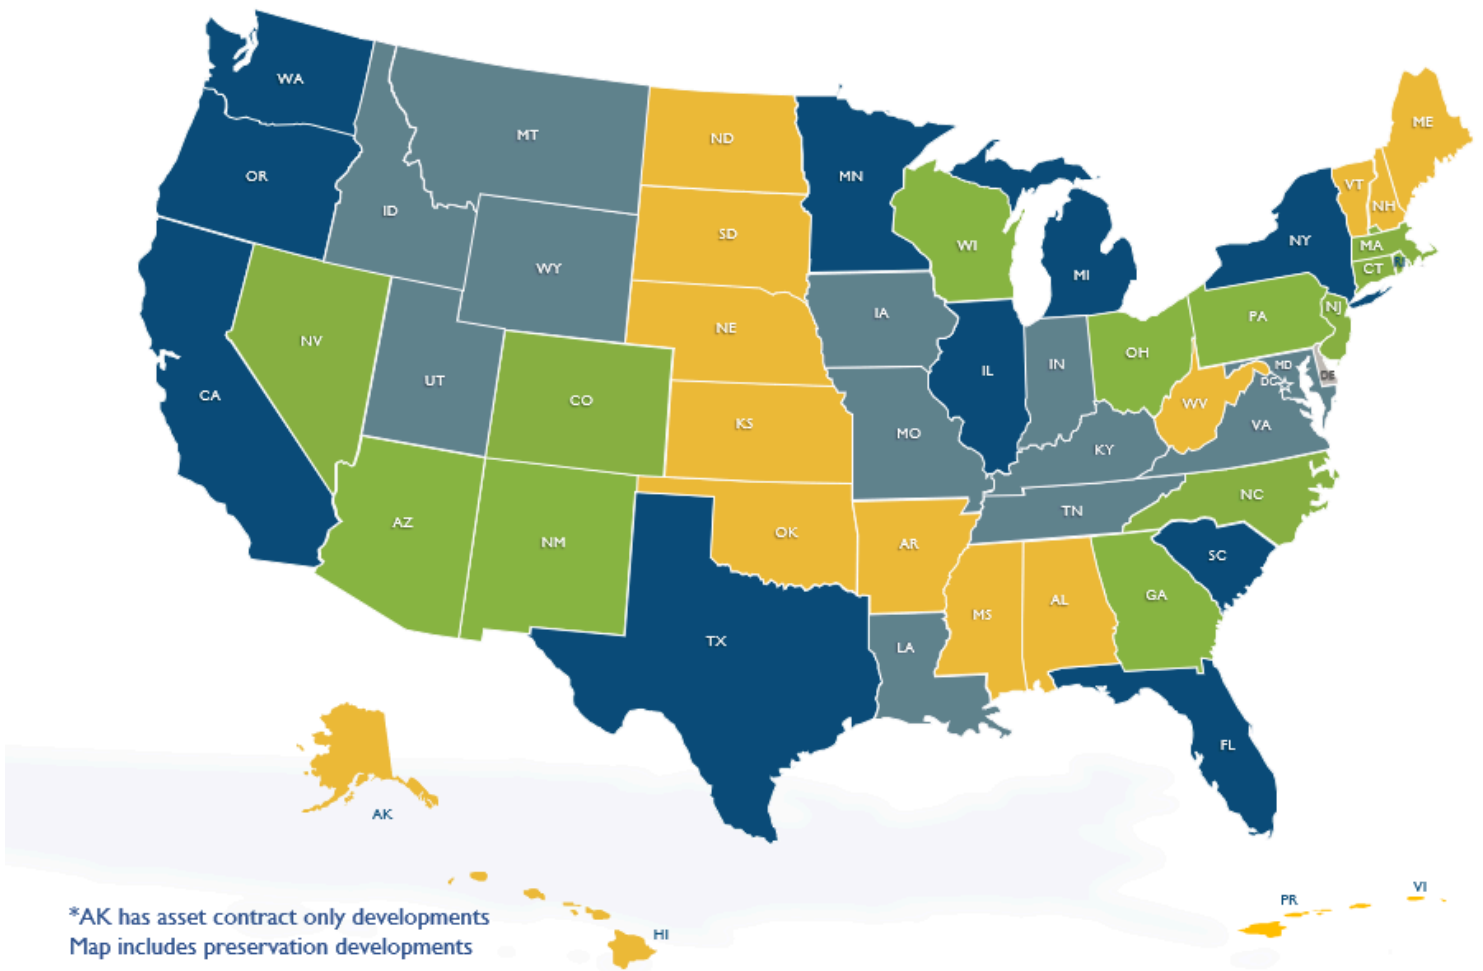 WA
ME
MT
ND
VT
OR
MN
NH
ID
SD
NY
MA
WI
CT
RI
WY
MI
NJ
IA
PA
NE
NV
OH
IN
MD
IL
DE
UT
DC
CA
CO
WV
KS
VA
MO
KY
NC
TN
AZ
OK
NM
AR
SC
GA
AL
MS
TX
LA
FL
AK
VI
PR
*AK has asset contract only developments
HI
Map includes preservation developments